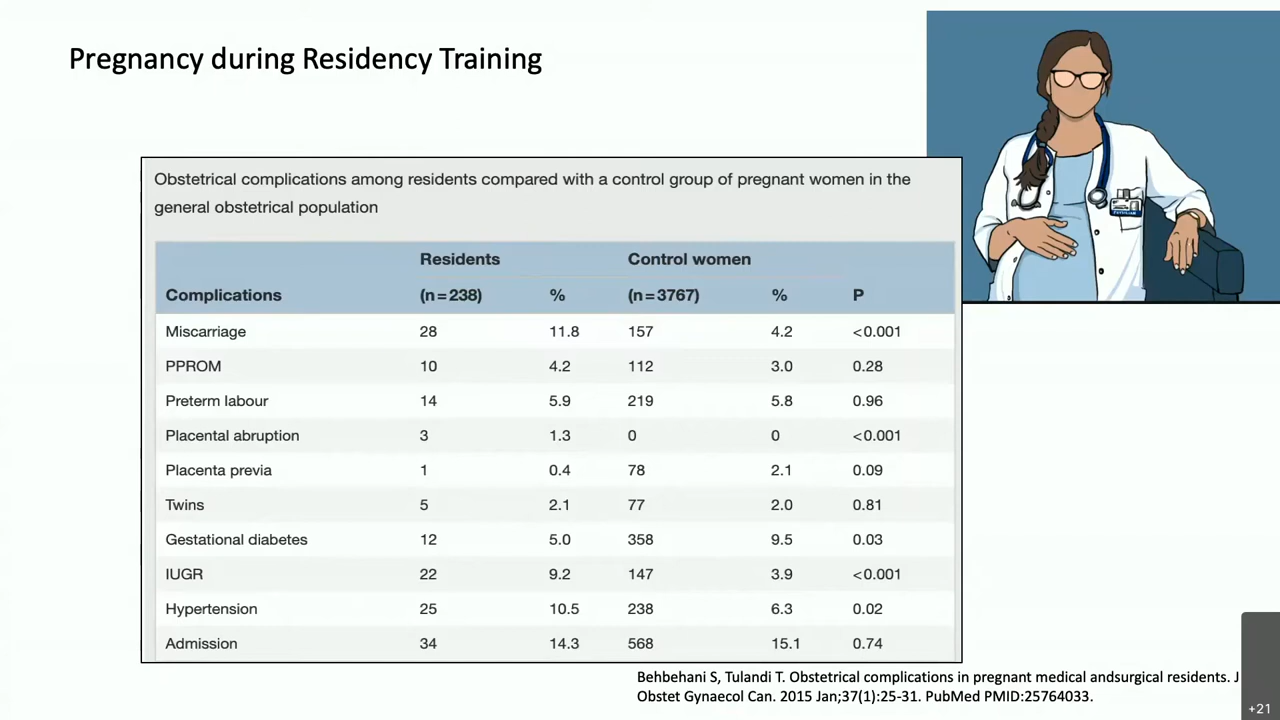 Pregnancy during Residency Training
Obstetrical complications among residents compared with a control group of pregnant women in the
general obstetrical population
Residents Control women
Complications (n=238) % (n=3767) % P
Miscarriage 28 11.8 157 4.2 <0.001
PPROM 10 4.2 112 3.0 0.28
Preterm labour 14 5.9 219 5.8 0.96
Placental abruption 3 1.3 0 0 <0.001
Placenta previa 1 0.4 78 2.1 0.09
Twins 5 2.1 77 2.0 0.81
Gestational diabetes 12 5.0 358 9.5 0.03
IUGR 22 9.2 147 3.9 <0.001
Hypertension 25 10.5 238 6.3 0.02
Admission 34 14.3 568 15.1 0.74
Behbehani S, Tulandi T. Obstetrical complications in pregnant medical andsurgical residents. J
Obstet Gynaecol Can. 2015 Jan;37(1):25-31. PubMed PMID:25764033.
+21